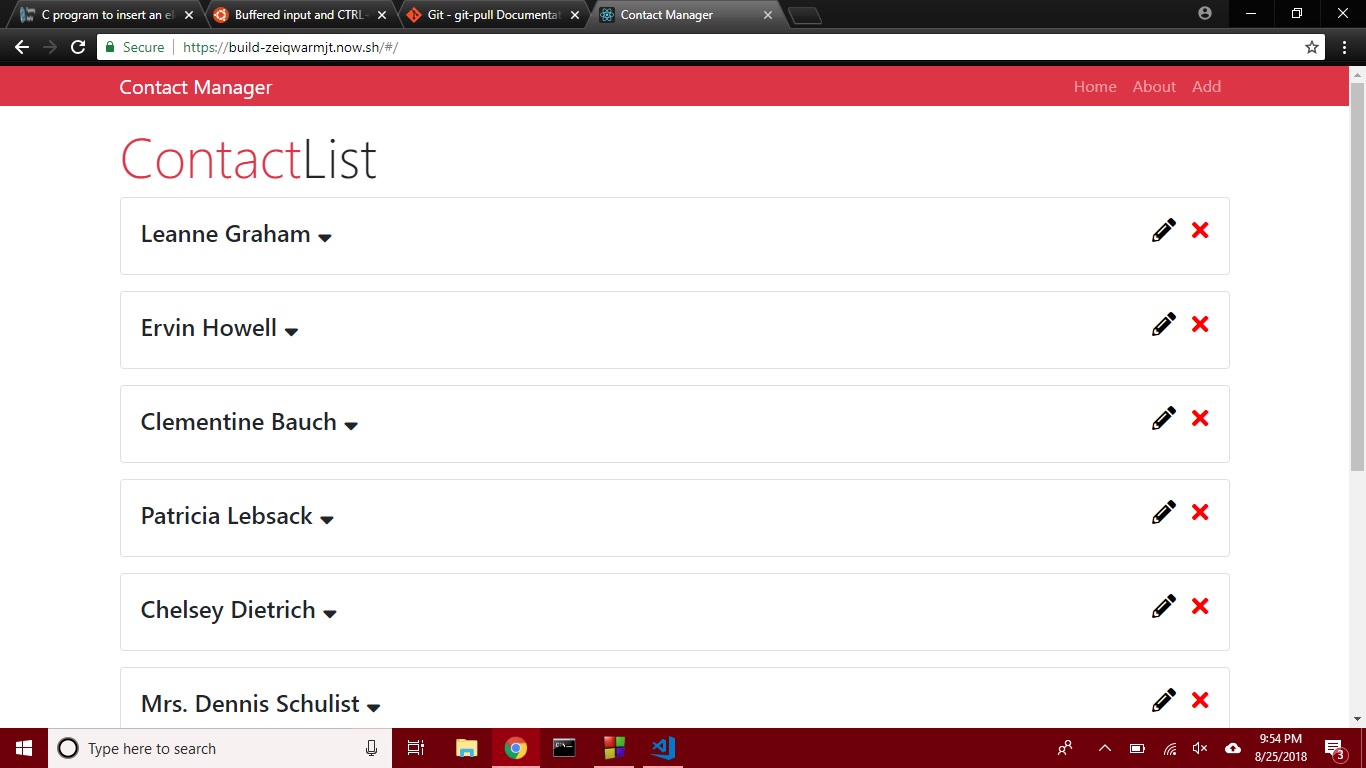 C program to insert an el
Buffered input and CTRL-
Git - git-pull Documentat
Contact Manager
Secure
https://build-zeiqwarmjt.now.sh/#/
Contact Manager
Home About Add
ContactList
Leanne Graham
Ervin Howell
Clementine Bauch
Patricia Lebsack
Chelsey Dietrich
Mrs. Dennis Schulist
Type here to search
9:54 PM
8/25/2018
3